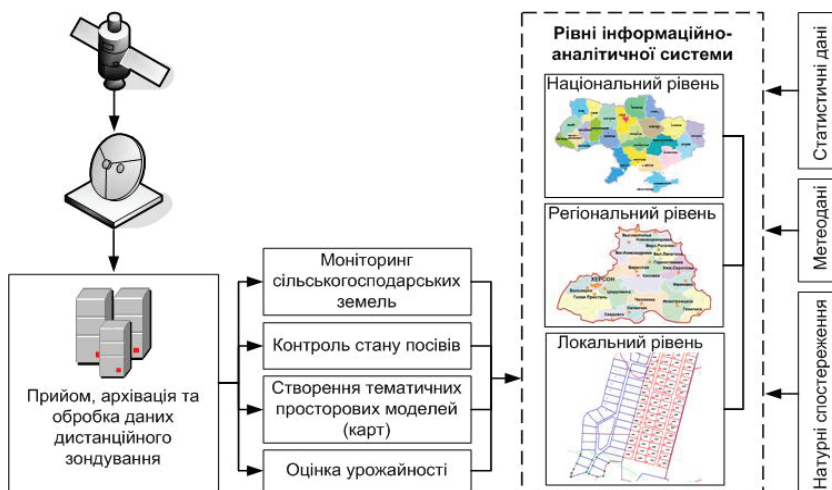 Рівні інформаційно-
аналітичної системи
Національний рівень
Регіональний рівень
ХЕРСОН
Локальний рівень
Статистичні дані
Метеодані
Натурні спостереження
Моніторинг
сільськогосподарських
земель
Контроль стану посівів
Створення тематичних
просторових моделей
(карт)
Оцінка урожайності
Прийом, архівація та
обробка даних
дистанційного
зондування